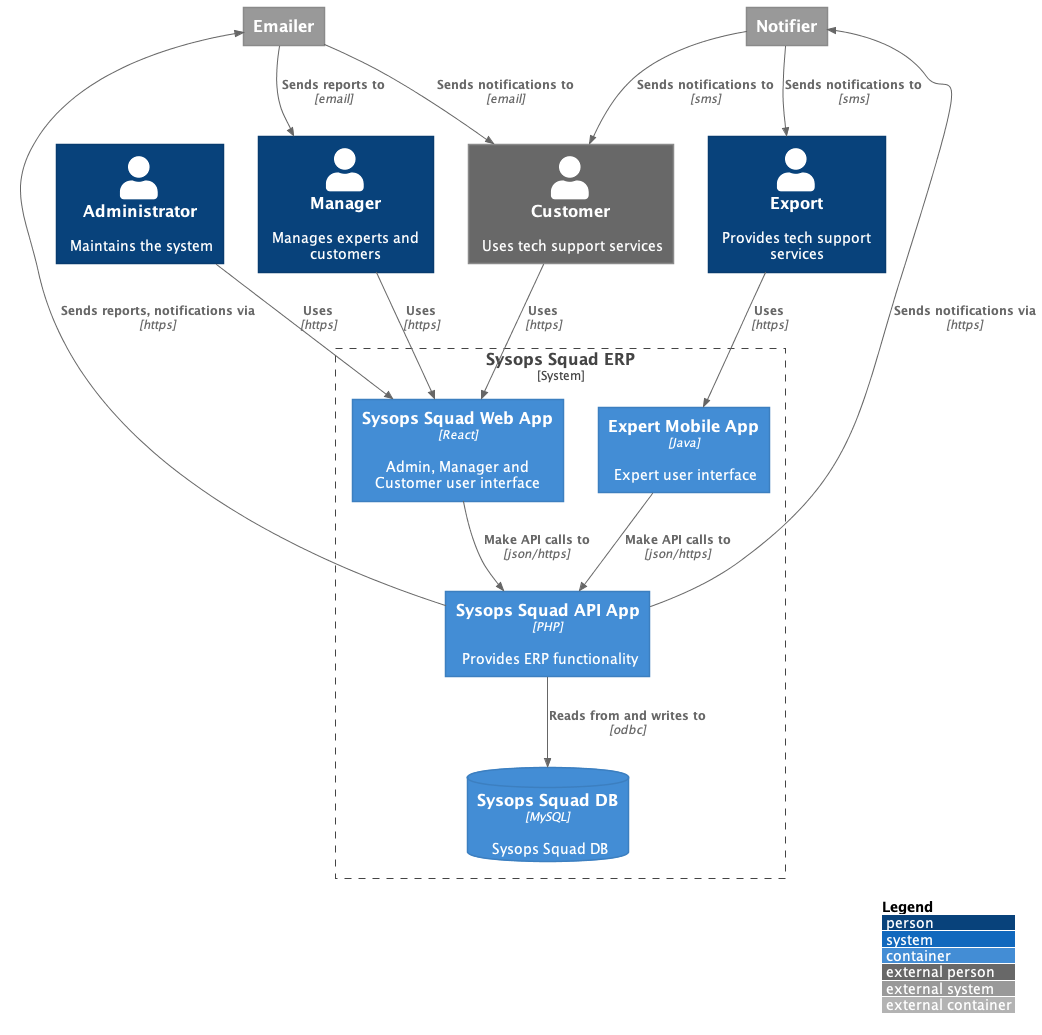 Emailer
Notifier
Sends reports to
[email]
Sends notifications to
[email]
Sends notifications to
[sms]
Sends notifications to
[sms]
Administrator
Maintains the system
Manager
Manages experts and
customers
Customer
Uses tech support services
Export
Provides tech support
services
Sends reports, notifications via
[https]
Uses
[https]
Uses
[https]
Uses
[https]
Uses
[https]
Sends notifications via
[https]
Sysops Squad ERP
[System]
Sysops Squad Web App
[React]
Admin, Manager and
Customer user interface
Expert Mobile App
[Java]
Expert user interface
Make API calls to
[json/https]
Make API calls to
[json/https]
Sysops Squad API App
[PHP]
Provides ERP functionality
Reads from and writes to
[odbc]
Sysops Squad DB
[MySQL]
Sysops Squad DB
Legend
person
system
container
external person
external system
external container